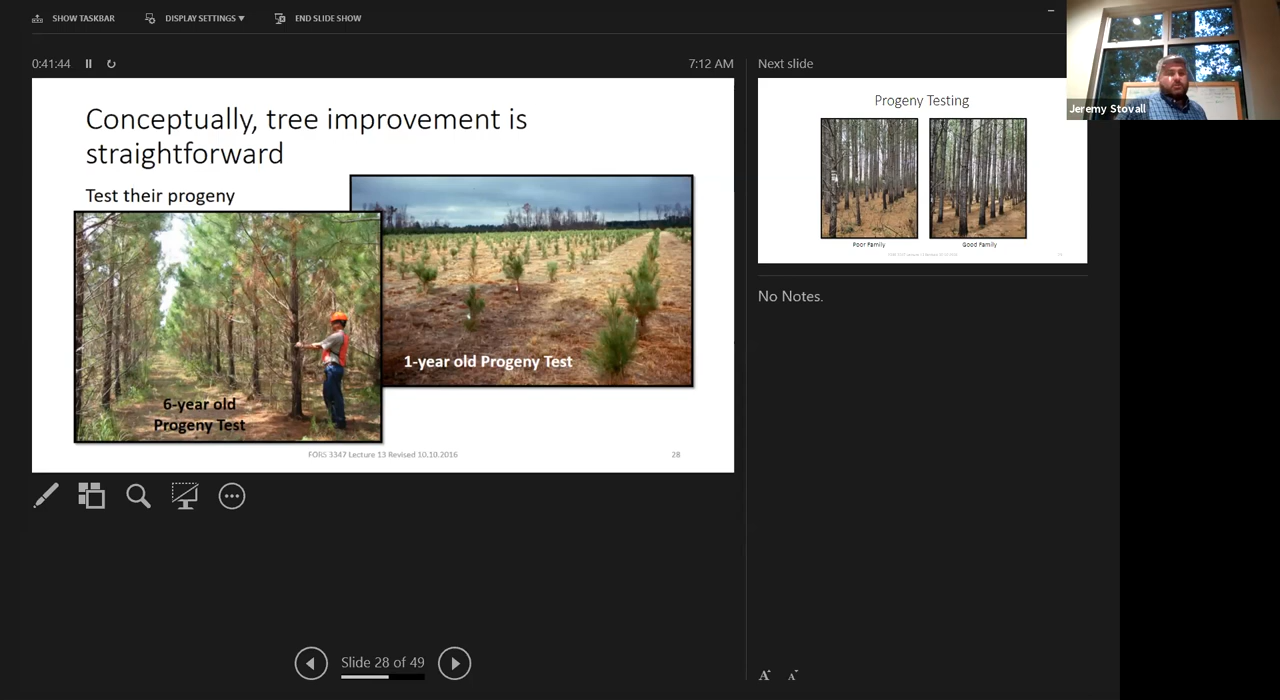 SHOW TASKBAR
DISPLAY SETTINGS ▼
END SLIDE SHOW
0:41:44
7:12 AM
Next slide
Conceptually, tree improvement is
straightforward
Test their progeny
1-year old Progeny Test
6-year old
Progeny Test
FORS 3347 Lecture 13 Revised 10.10.2016
28
Progeny Testing
Poor Family
Good Family
Jeremy Stovall
No Notes.
Slide 28 of 49
A
A